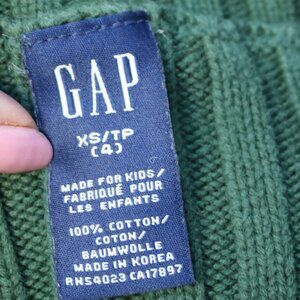 GAP
XS/TP
(4)
MADE FOR KIDS/
FABRIQUÉ POUR
LES ENFANTS
100% COTTON/
COTON/
BAUMWOLLE
MADE IN KOREA
RN54023 CA17897